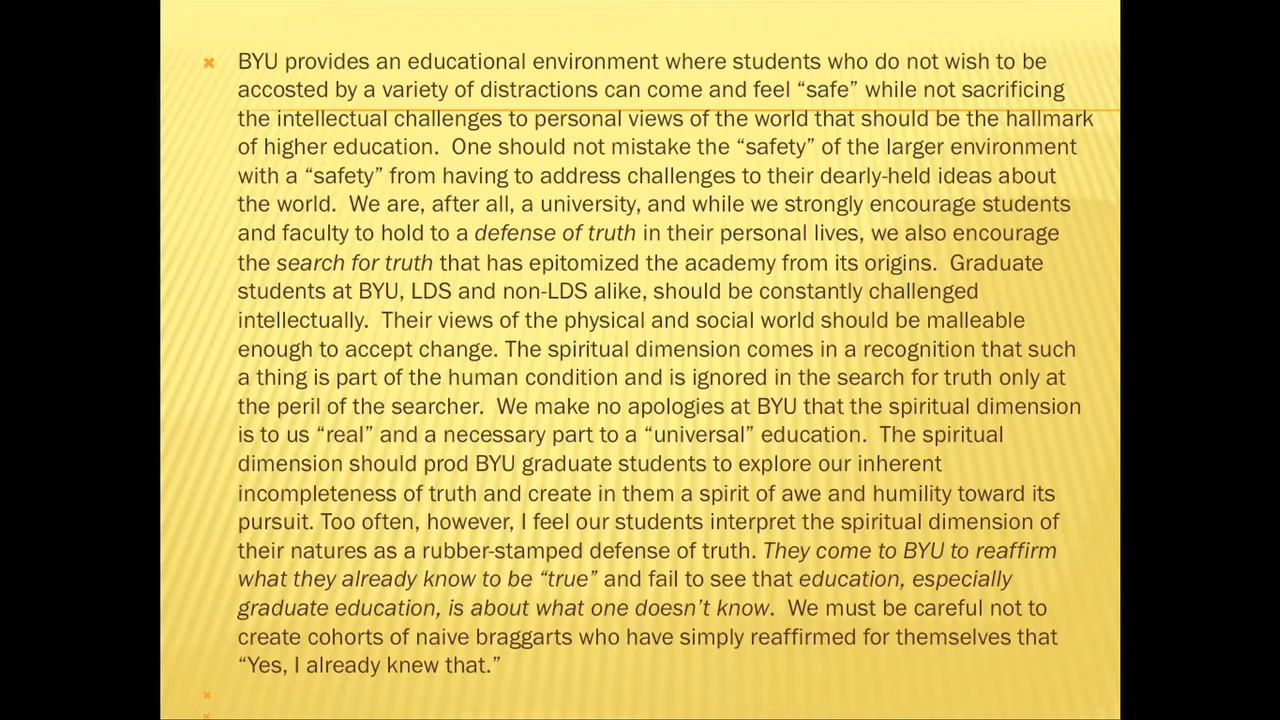 BYU provides an educational environment where students who do not wish to be
accosted by a variety of distractions can come and feel “safe” while not sacrificing
the intellectual challenges to personal views of the world that should be the hallmark
of higher education.  One should not mistake the “safety” of the larger environment
with a “safety” from having to address challenges to their dearly-held ideas about
the world.  We are, after all, a university, and while we strongly encourage students
and faculty to hold to a defense of truth in their personal lives, we also encourage
the search for truth that has epitomized the academy from its origins.  Graduate
students at BYU, LDS and non-LDS alike, should be constantly challenged
intellectually.  Their views of the physical and social world should be malleable
enough to accept change. The spiritual dimension comes in a recognition that such
a thing is part of the human condition and is ignored in the search for truth only at
the peril of the searcher.  We make no apologies at BYU that the spiritual dimension
is to us “real” and a necessary part to a “universal” education.  The spiritual
dimension should prod BYU graduate students to explore our inherent
incompleteness of truth and create in them a spirit of awe and humility toward its
pursuit. Too often, however, I feel our students interpret the spiritual dimension of
their natures as a rubber-stamped defense of truth. They come to BYU to reaffirm
what they already know to be “true” and fail to see that education, especially
graduate education, is about what one doesn’t know.  We must be careful not to
create cohorts of naive braggarts who have simply reaffirmed for themselves that
“Yes, I already knew that.”